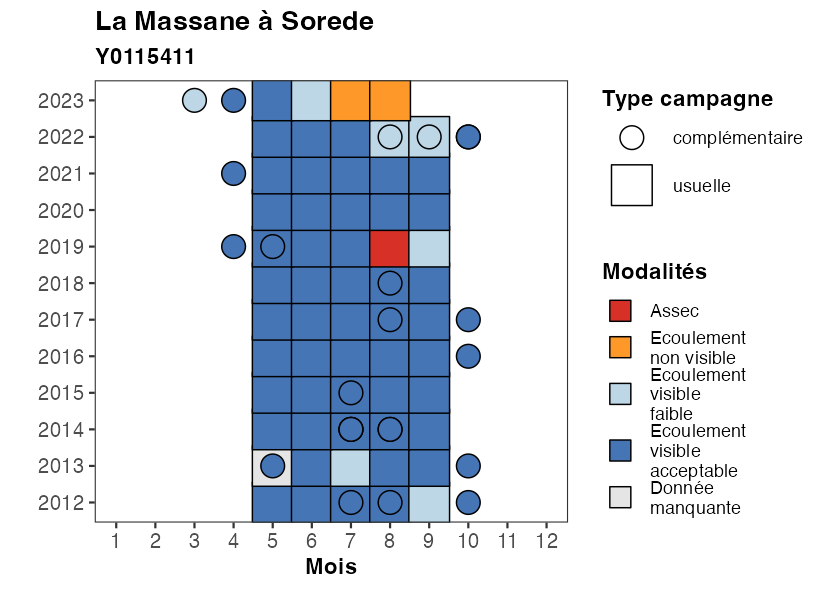 La Massane à Sorede
Y0115411
2023
2022
2021
2020
2019
2018
2017
2016
2015
2014
2013
2012
1 2 3 4 5 6 7 8 9 10 11 12
Mois
Type campagne
complémentaire
usuelle
Modalités
Assec
Ecoulement
non visible
Ecoulement
visible
faible
Ecoulement
visible
acceptable
Donnée
manquante